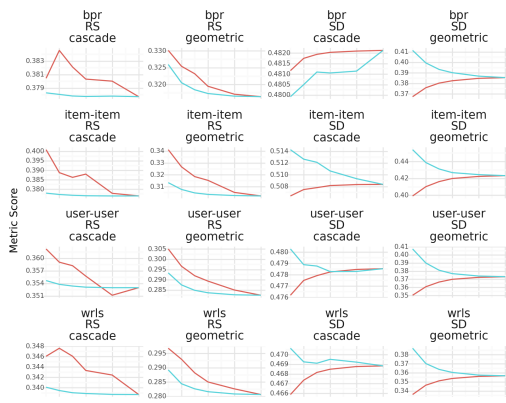 bpr
RS
cascade
0.383
0.381
0.379
bpr
RS
geometric
0.330
0.325
0.320
bpr
SD
cascade
0.4820
0.4810
0.4805
0.4800
bpr
SD
geometric
0.41
0.40
0.39
0.38
0.37
item-item
RS
cascade
0.400
0.395
0.390
0.385
0.380
item-item
RS
geometric
0.34
0.33
0.32
0.31
item-item
SD
cascade
0.514
0.512
0.510
0.508
item-item
SD
geometric
0.44
0.42
0.40
Metric Score
user-user
RS
cascade
0.360
0.357
0.354
0.351
user-user
RS
geometric
0.305
0.300
0.295
0.290
0.285
user-user
SD
cascade
0.480
0.479
0.478
0.477
0.476
user-user
SD
geometric
0.41
0.40
0.39
0.38
0.37
0.36
0.35
wrls
RS
cascade
0.348
0.346
0.344
0.342
0.340
wrls
RS
geometric
0.295
0.290
0.285
0.280
wrls
SD
cascade
0.470
0.469
0.468
0.467
0.466
wrls
SD
geometric
0.38
0.37
0.36
0.35
0.34